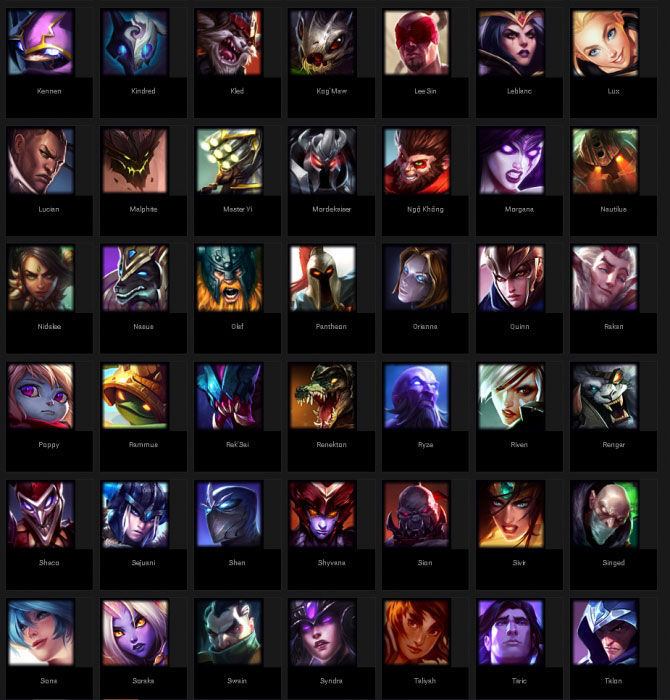 Kennen
Kindred
Kled
Kog'Maw
Lee Sin
Leblanc
Lux
Lucian
Malphite
Master Yi
Mordekaiser
Ngộ Không
Morgana
Nautilus
Nidalee
Nasus
Olaf
Pantheon
Orianna
Quinn
Rakan
Poppy
Rammus
Rek'Sai
Renekton
Ryze
Riven
Rengar
Shaco
Sejuani
Shen
Shyvana
Sion
Sivir
Singed
Sona
Soraka
Swain
Syndra
Taliyah
Taric
Talon